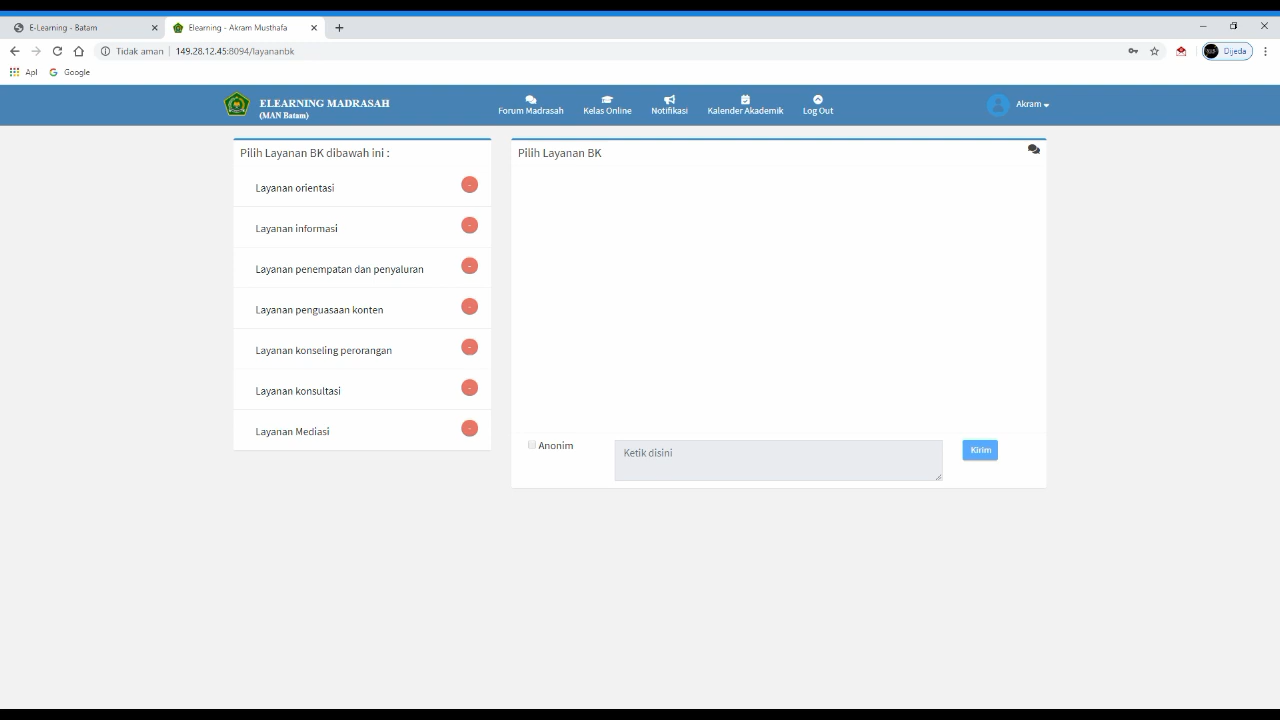 E-Learning - Batam
Elearning - Akram Musthafa
Tidak aman
149.28.12.45:8094/layananbk
Dijeda
Apl
Google
ELEARNING MADRASAH
(MAN Batam)
Forum Madrasah
Kelas Online
Notifikasi
Kalender Akademik
Log Out
Akram
Pilih Layanan BK dibawah ini :
Layanan orientasi
-
Layanan informasi
-
Layanan penempatan dan penyaluran
-
Layanan penguasaan konten
-
Layanan konseling perorangan
-
Layanan konsultasi
-
Layanan Mediasi
-
Pilih Layanan BK
Anonim
Ketik disini
Kirim